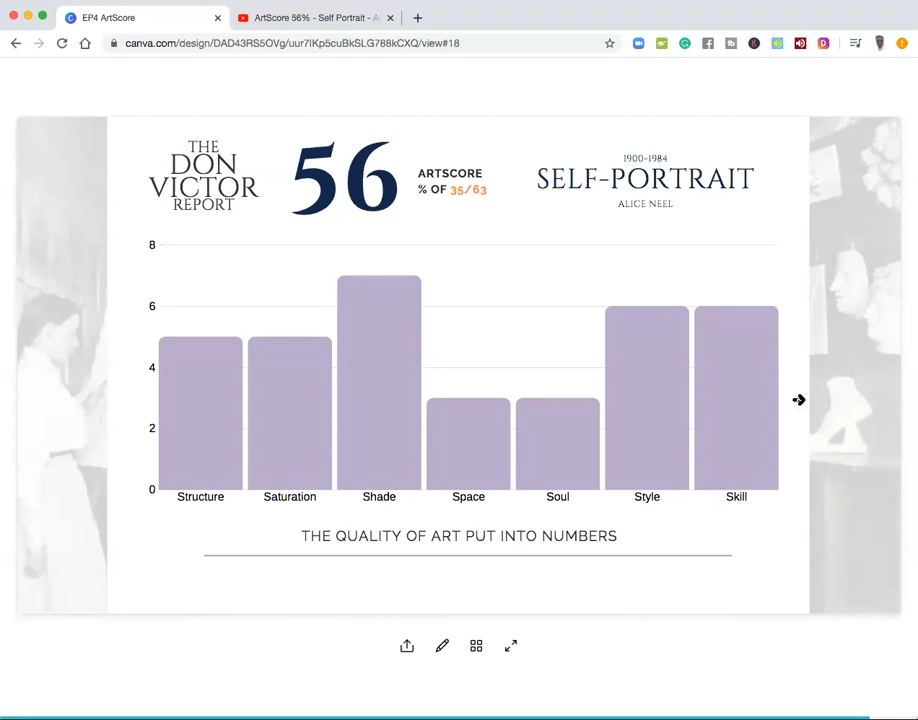 EP4 ArtScore
ArtScore 56% - Self Portrait - A
canva.com/design/DAD43RS5OVg/uur7IKp5cuBkSLG788kCXQ/view#18
THE
DON
VICTOR
REPORT
56
ARTSCORE
% OF 35/63
1900-1984
SELF-PORTRAIT
ALICE NEEL
8
6
4
2
0
Structure Saturation Shade Space Soul Style Skill
THE QUALITY OF ART PUT INTO NUMBERS